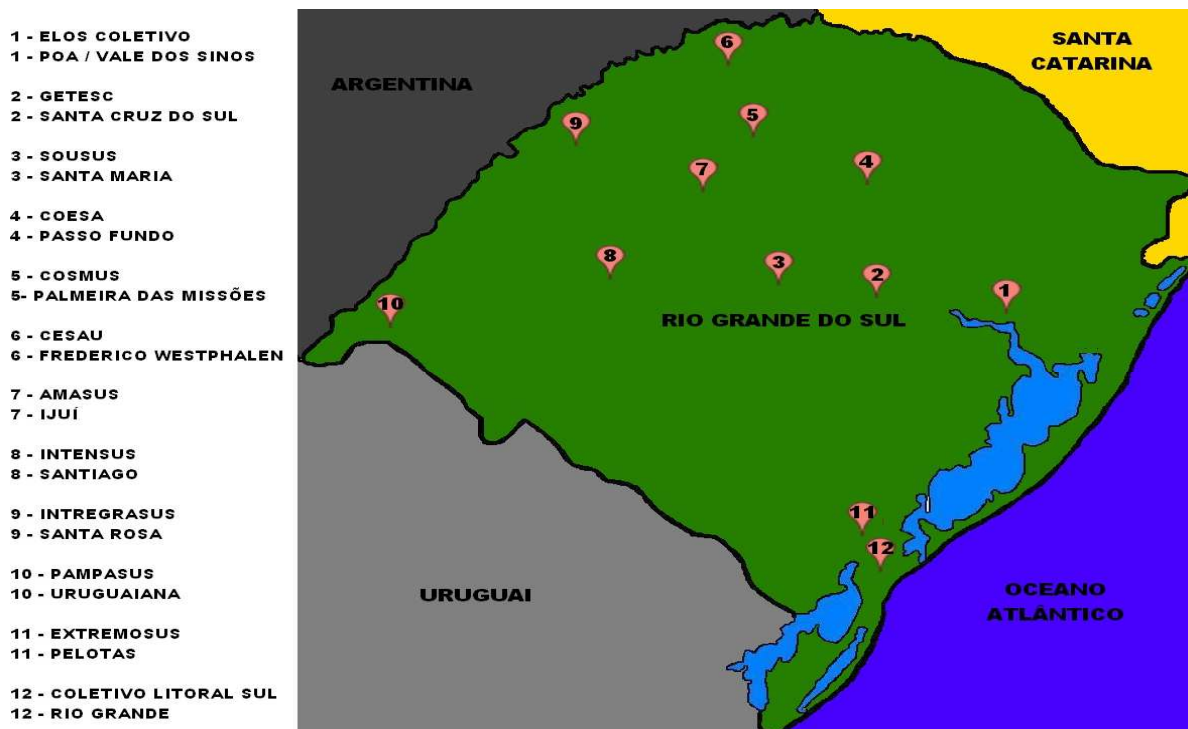 1 - ELOS COLETIVO
1 - POA / VALE DOS SINOS
2 - GETESC
2 - SANTA CRUZ DO SUL
3 - SOUSUS
3 - SANTA MARIA
4 - COESA
4 - PASSO FUNDO
5 - COSMUS
5- PALMEIRA DAS MISSÕES
6 - CESAU
6 - FREDERICO WESTPHALEN
7 - AMASUS
7 - IJUÍ
8 - INTENSUS
8 - SANTIAGO
9 - INTREGRASUS
9 - SANTA ROSA
10 - PAMPASUS
10 - URUGUAIANA
11 - EXTREMOSUS
11 - PELOTAS
12 - COLETIVO LITORAL SUL
12 - RIO GRANDE
ARGENTINA
SANTA
CATARINA
6
9
5
7
4
8
3
2
1
10
RIO GRANDE DO SUL
11
12
URUGUAI
OCEANO
ATLÂNTICO